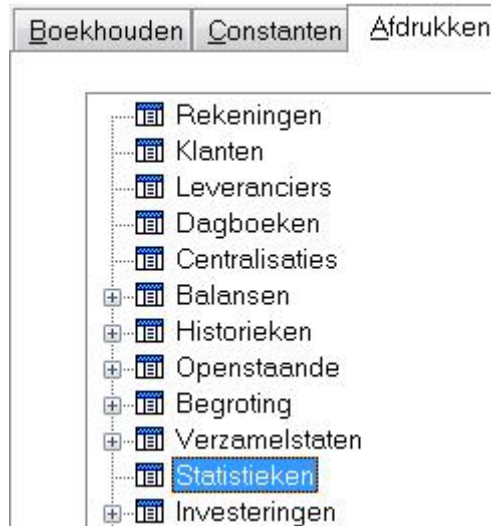 Boekhouden Constanten Afdrukken
Rekeningen
Klanten
Leveranciers
Dagboeken
Centralisaties
Balansen
Historieken
Openstaande
Begroting
Verzamelstaten
Statistieken
Investeringen